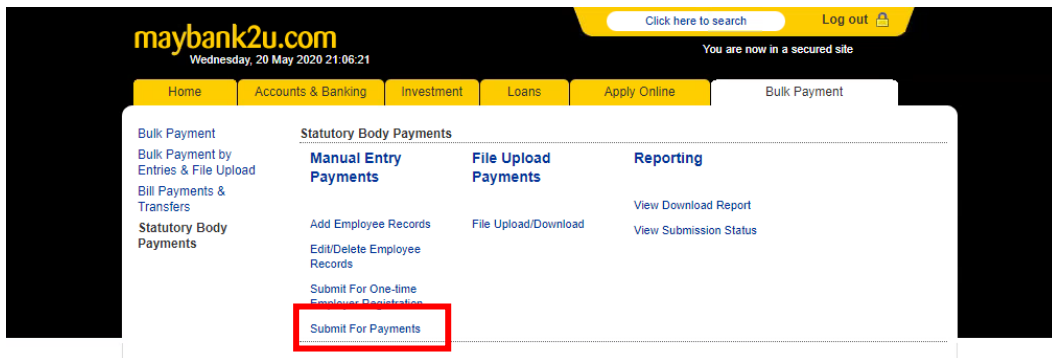 Click here to search
Log out
maybank2u.com
Wednesday, 20 May 2020 21:06:21
You are now in a secured site
Home
Accounts & Banking
Investment
Loans
Apply Online
Bulk Payment
Bulk Payment
Bulk Payment by
Entries & File Upload
Bill Payments &
Transfers
Statutory Body
Payments
Statutory Body Payments
Manual Entry
Payments
Add Employee Records
Edit/Delete Employee
Records
Submit For One-time
Employer Registration
Submit For Payments
File Upload
Payments
File Upload/Download
Reporting
View Download Report
View Submission Status